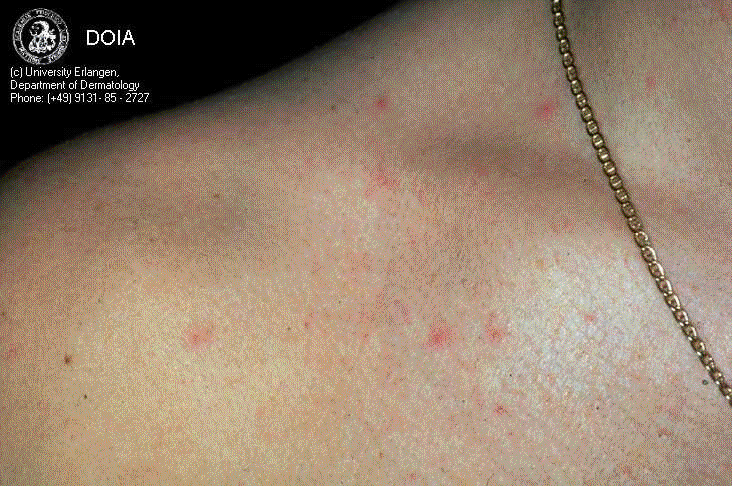 DOIA
(c) University Erlangen,
Department of Dermatology
Phone: (+49) 9131- 85 - 2727